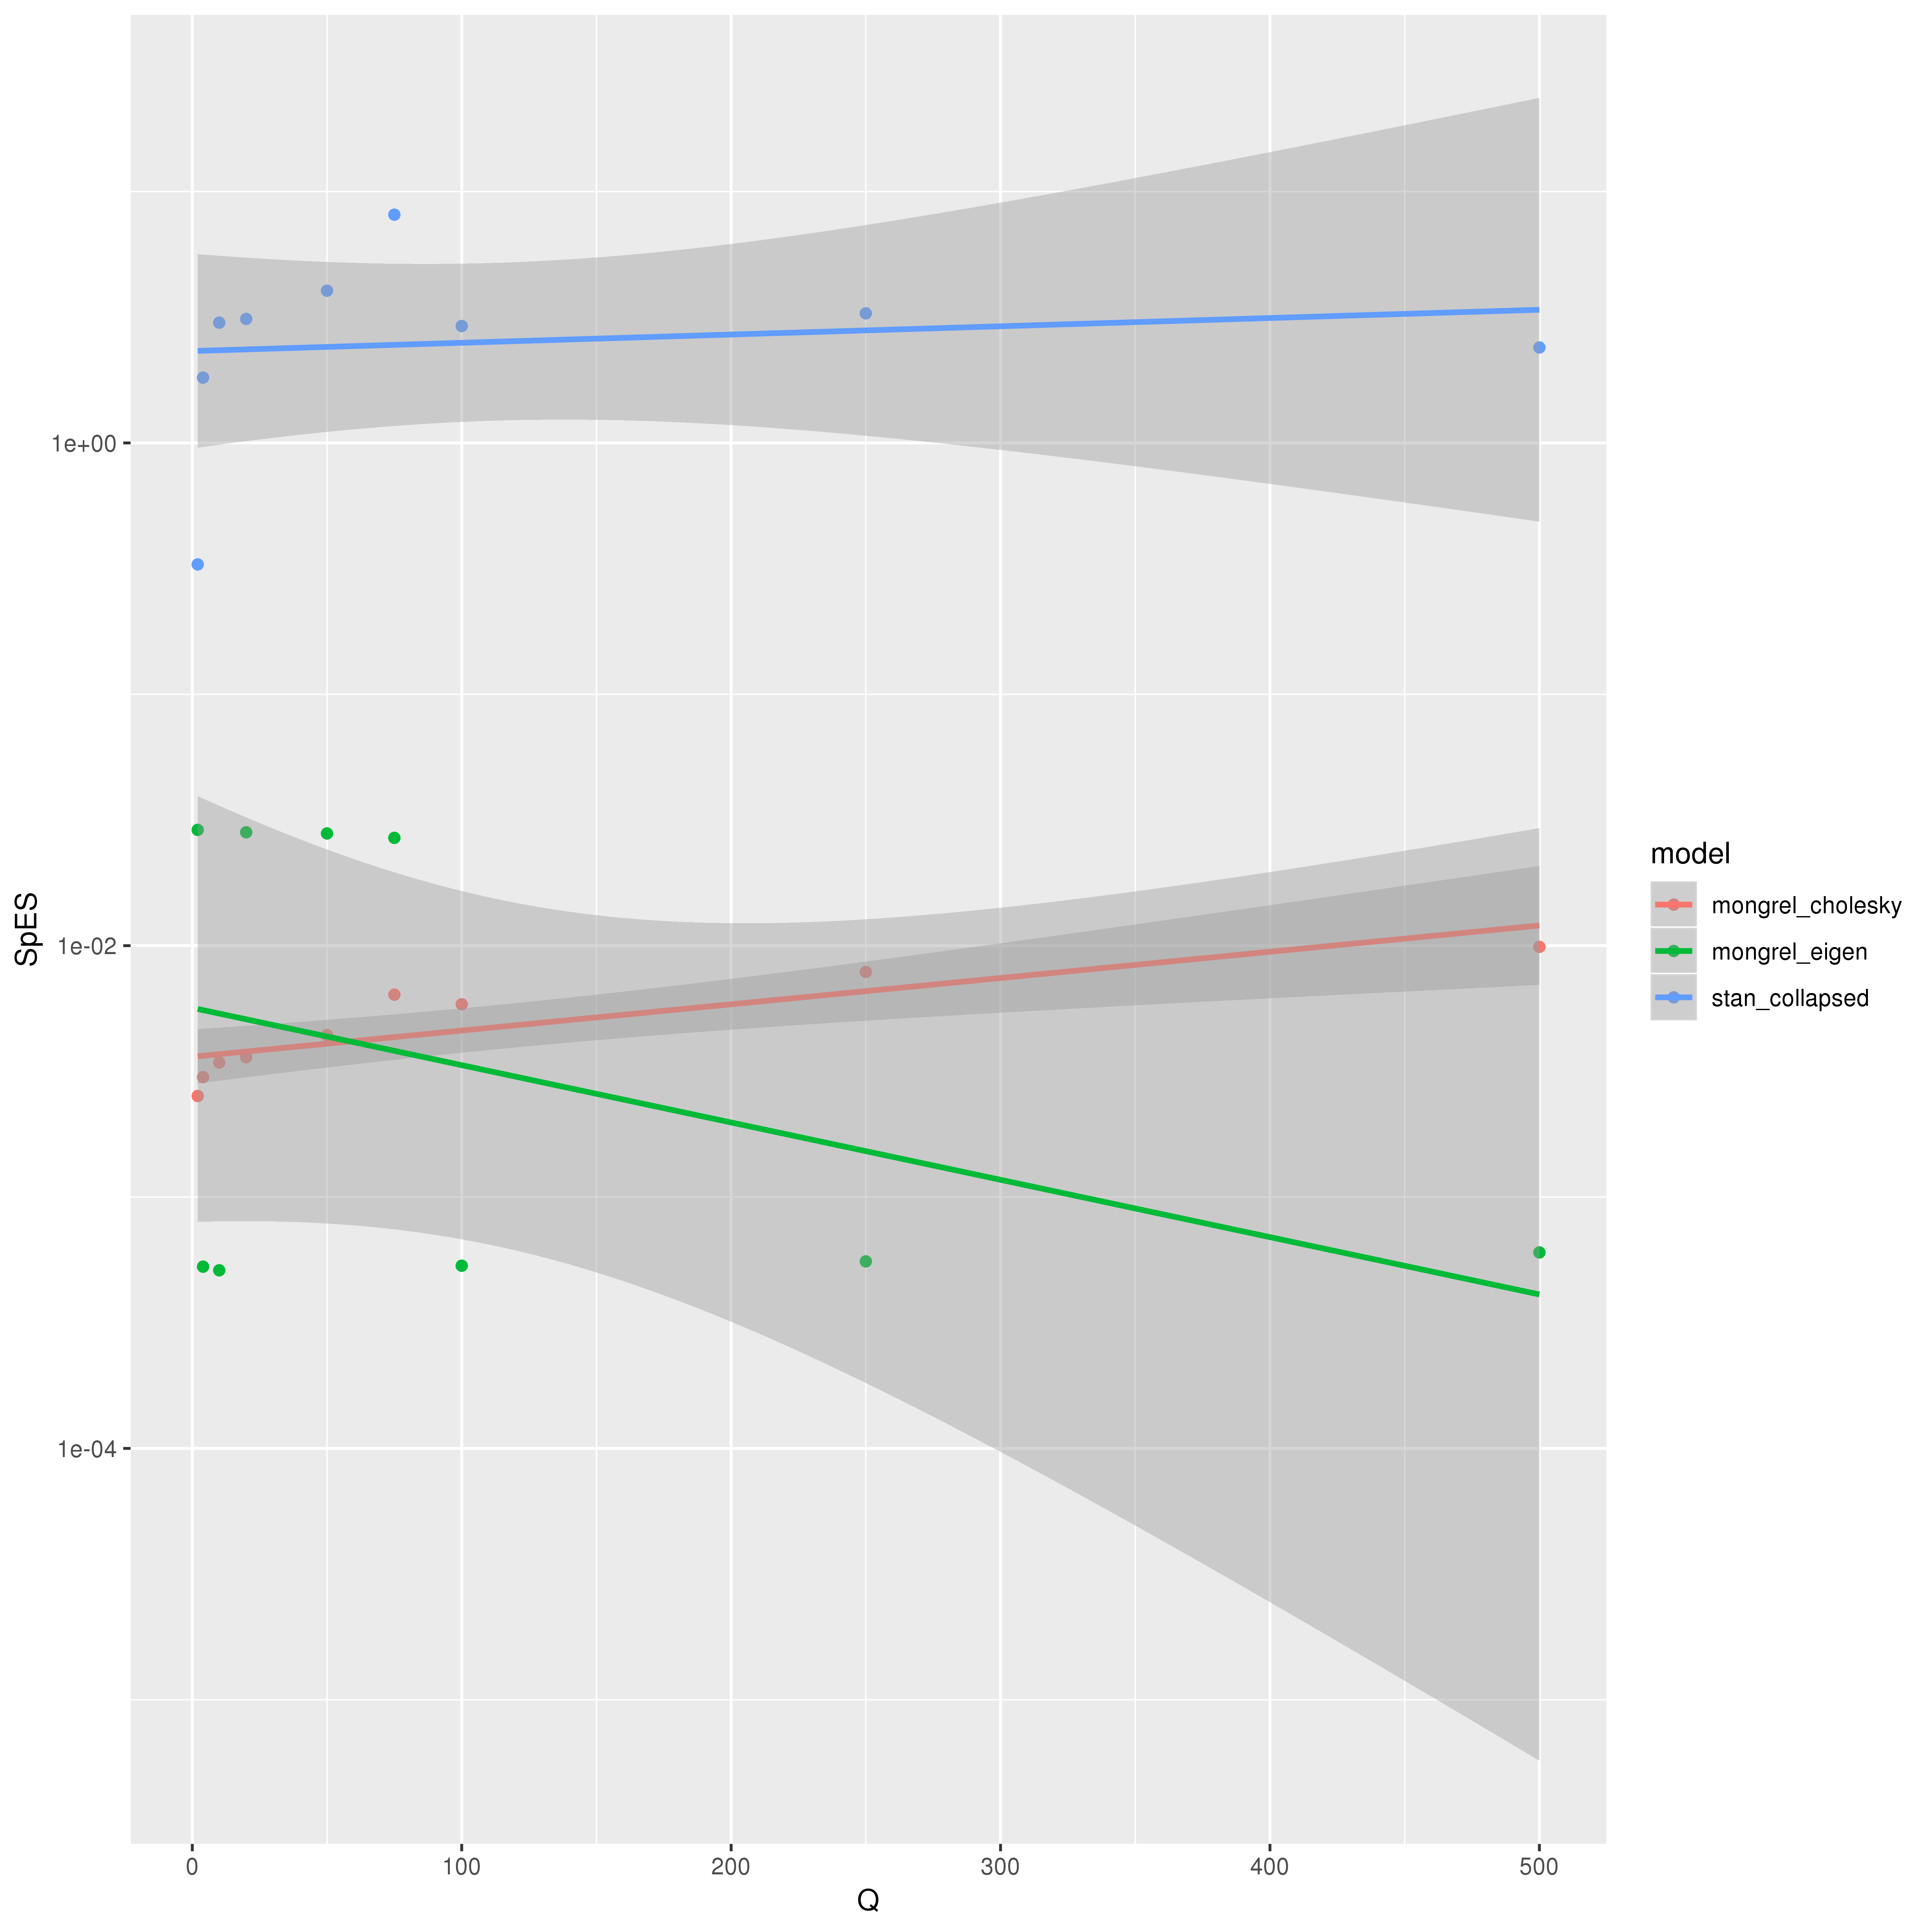 SpES
1e+00
1e-02
1e-04
0
100
200
300
400
500
Q
model
mongrel_cholesky
mongrel_eigen
stan_collapsed